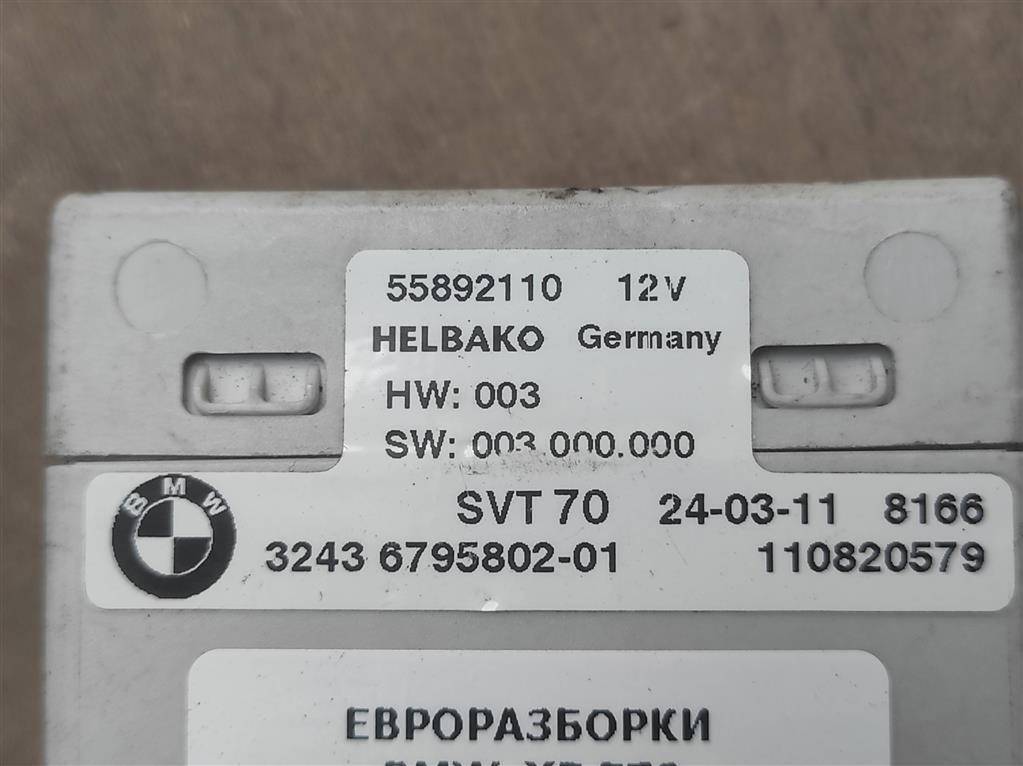 55892110 12V
HELBAKO Germany
HW: 003
SW: 003.000.000
BMW
SVT 70 24-03-11 8166
3243 6795802-01 110820579
ЕВРОРАЗБОРКИ